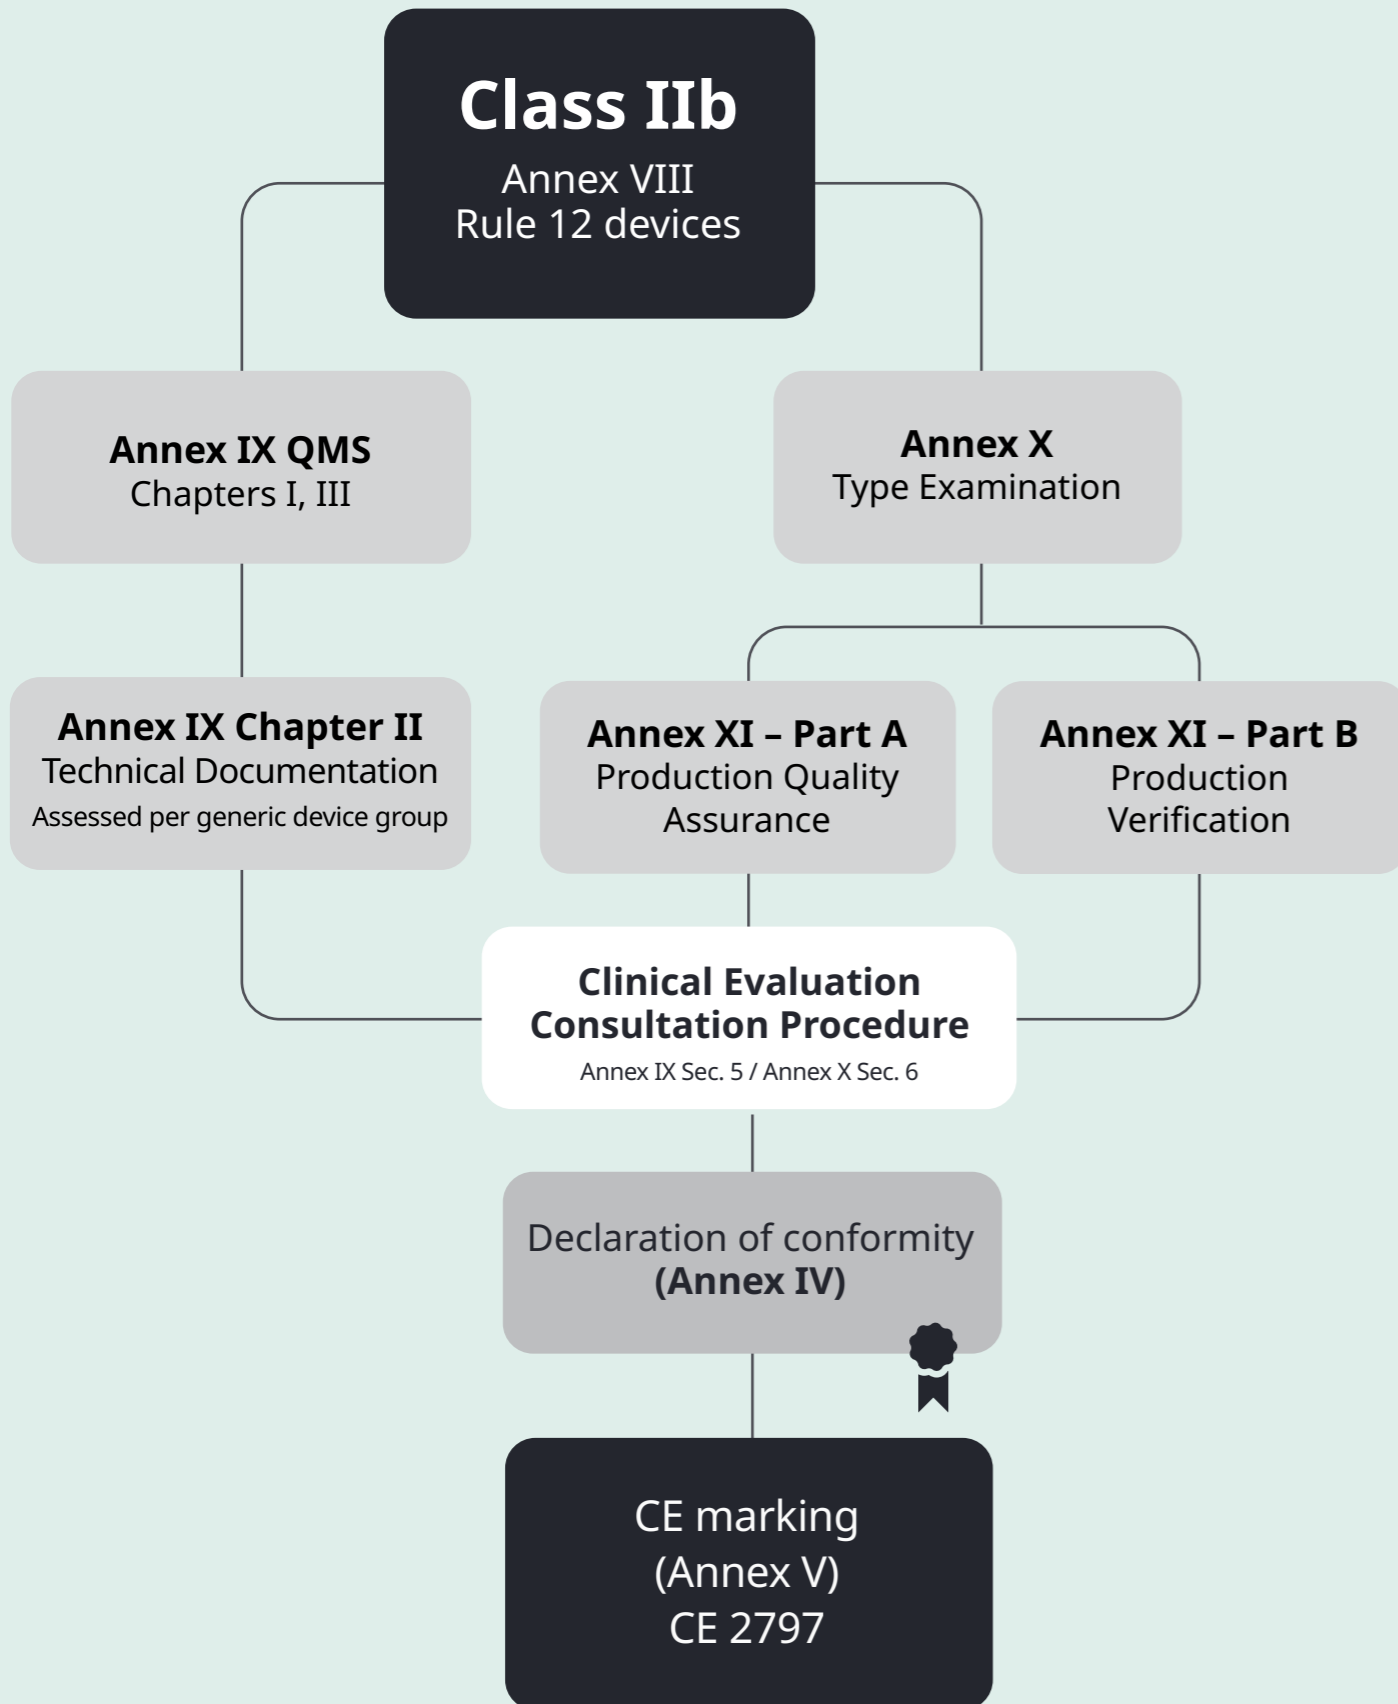 Class IIb
Annex VIII
Rule 12 devices
Annex IX QMS
Chapters I, III
Annex X
Type Examination
Annex IX Chapter II
Technical Documentation
Assessed per generic device group
Annex XI – Part A
Production Quality
Assurance
Annex XI – Part B
Production
Verification
Clinical Evaluation
Consultation Procedure
Annex IX Sec. 5 / Annex X Sec. 6
Declaration of conformity
(Annex IV)
CE marking
(Annex V)
CE 2797